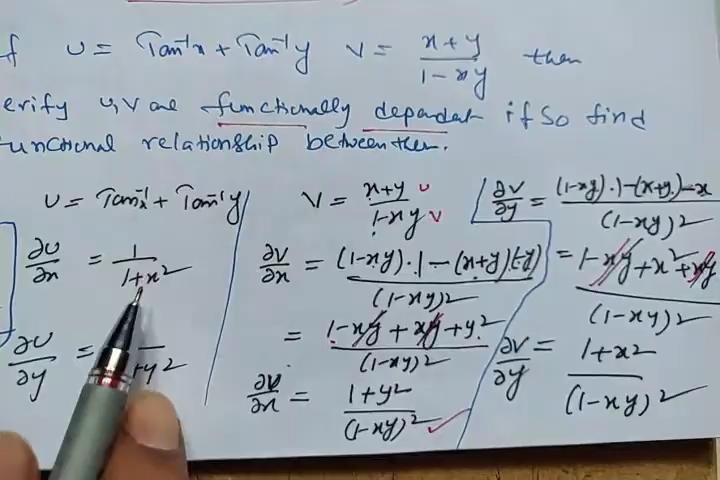 f U = Tan⁻¹x + Tan⁻¹y V = (x+y)/(1-xy) then
erify u,v are functionally dependat if so find
functional relationship between them.
U = Tan⁻¹x + Tan⁻¹y
∂U/∂x = 1/(1+x²)
∂U/∂y =
V = (x+y)/(1-xy) U V
∂V/∂x = ((1-xy)·1-(x+y)(-y))/(1-xy)²
= (1-xy+xy+y²)/(1-xy)²
∂V/∂x = (1+y²)/(1-xy)²
∂V/∂y = ((1-xy)·1-(x+y)-x)/(1-xy)²
= (1-xy+x²+xy)/(1-xy)²
∂V/∂y = (1+x²)/(1-xy)²